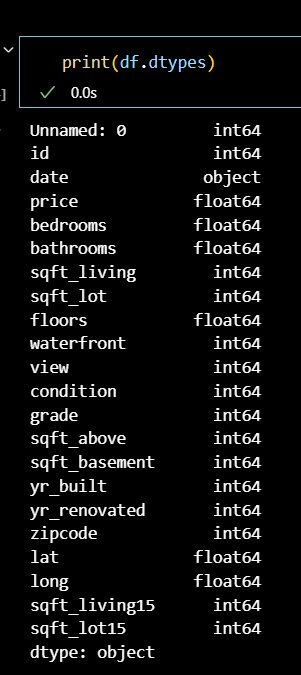 print(df.dtypes)
0.0s
Unnamed: 0 int64
id int64
date object
price float64
bedrooms float64
bathrooms float64
sqft_living int64
sqft_lot int64
floors float64
waterfront int64
view int64
condition int64
grade int64
sqft_above int64
sqft_basement int64
yr_built int64
yr_renovated int64
zipcode int64
lat float64
long float64
sqft_living15 int64
sqft_lot15 int64
dtype: object